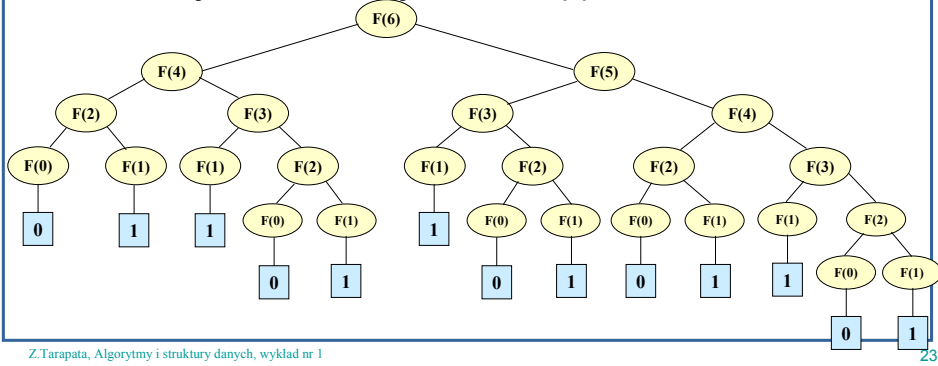 F(6)
F(4) F(5)
F(2) F(3) F(3) F(4)
F(0) F(1) F(1) F(2) F(1) F(2) F(2) F(3)
0 1 1 F(0) F(1) 1 F(0) F(1) F(0) F(1) F(1) F(2)
0 1 0 1 0 1 1 F(0) F(1)
0 1
Z.Tarapata, Algorytmy i struktury danych, wykład nr 1
23